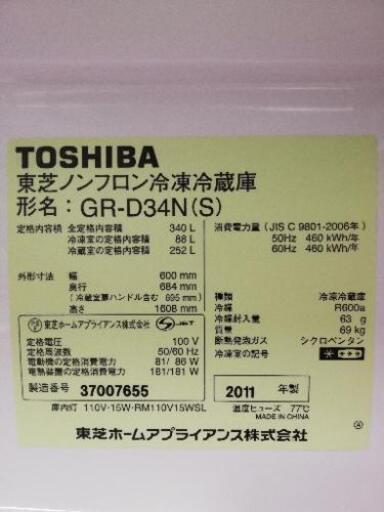 TOSHIBA
東芝ノンフロン冷凍冷蔵庫
形名：GR-D34N(S)
定格内容積 全定格内容積 340 L
冷凍室の定格内容積 88 L
冷蔵室の定格内容積 252 L
消費電力量 (JIS C 9801-2006年)
50Hz 460 kWh/年
60Hz 460 kWh/年
外形寸法 幅 600 mm
奥行 684 mm
(冷蔵室扉ハンドル含む 695 mm)
高さ 1608 mm
東芝ホームアプライアンス株式会社 JET
定格電圧 100 V
定格周波数 50/60 Hz
電動機の定格消費電力 81/ 86 W
電熱装置の定格消費電力 181/181 W
種類 冷凍冷蔵庫
冷媒 R600a
冷媒封入量 63 g
質量 69 kg
断熱発泡ガス シクロペンタン
冷凍室の記号
製造番号 37007655
2011 年製
庫内灯 110V-15W-RM110V15WSL
温度ヒューズ 77℃
MADE IN CHINA
東芝ホームアプライアンス株式会社
Ⓐ